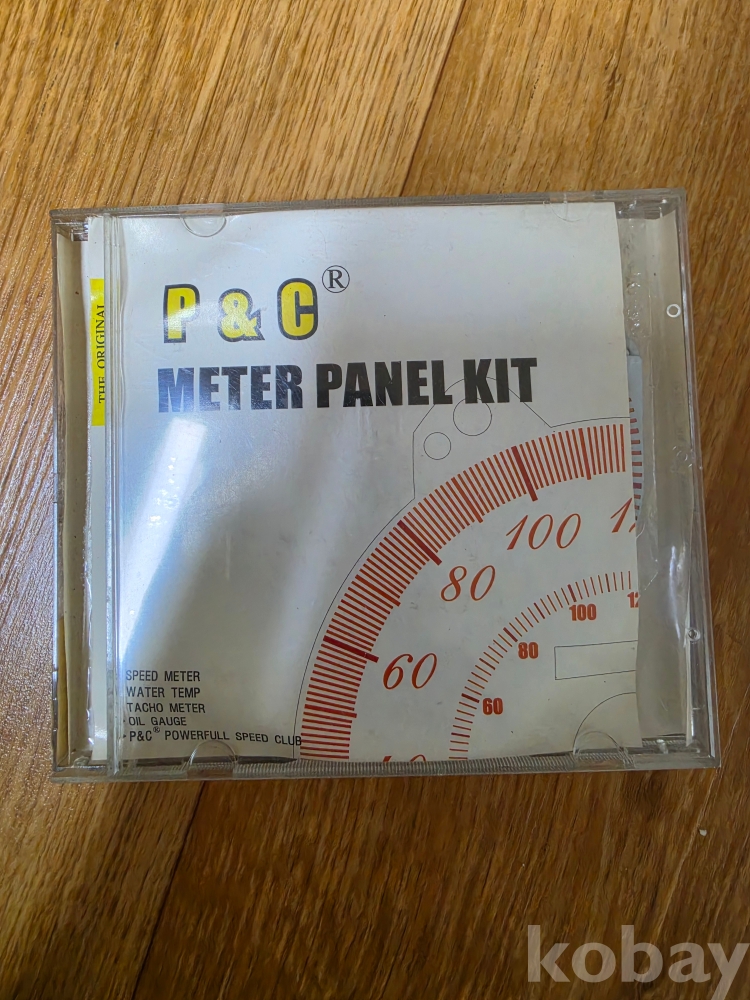 P & C®
METER PANEL KIT
THE ORIGINAL
100
80
60
100
80
60
SPEED METER
WATER TEMP
TACHO METER
·OIL GAUGE
·P&C® POWERFULL SPEED CLUB
kobay